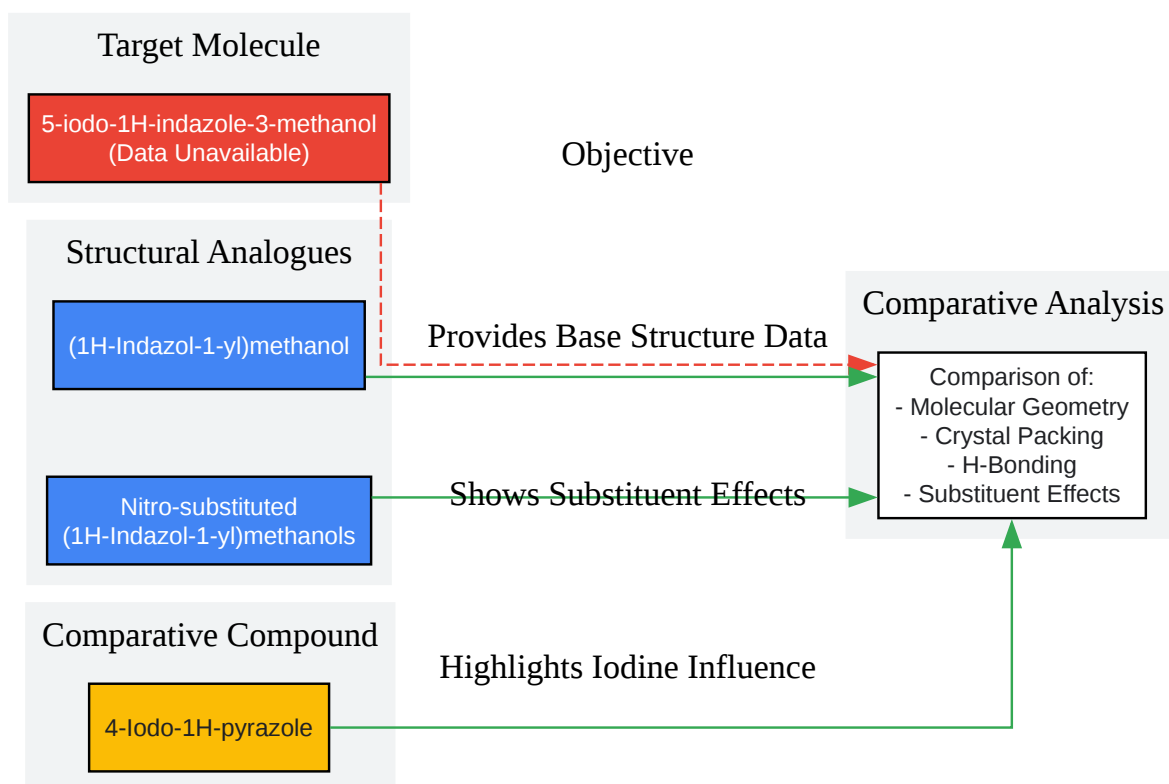 Target Molecule
5-iodo-1H-indazole-3-methanol
(Data Unavailable)
Objective
Structural Analogues
(1H-Indazol-1-yl)methanol
Provides Base Structure Data
Nitro-substituted
(1H-Indazol-1-yl)methanols
Shows Substituent Effects
Comparative Analysis
Comparison of:
- Molecular Geometry
- Crystal Packing
- H-Bonding
- Substituent Effects
Comparative Compound
4-Iodo-1H-pyrazole
Highlights Iodine Influence